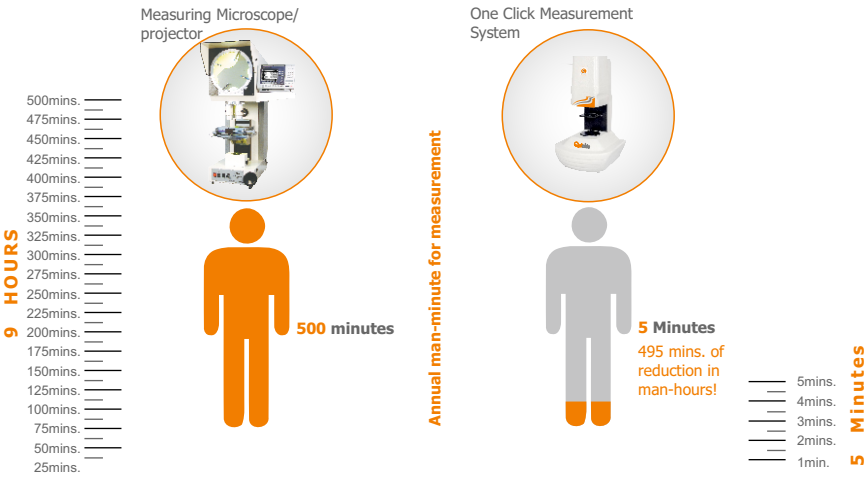 Measuring Microscope/
projector
One Click Measurement
System
500mins.
475mins.
450mins.
425mins.
400mins.
375mins.
350mins.
325mins.
300mins.
275mins.
250mins.
225mins.
200mins.
175mins.
150mins.
125mins.
100mins.
75mins.
50mins.
25mins.
9 HOURS
500 minutes
Annual man-minute for measurement
5 Minutes
495 mins. of
reduction in
man-hours!
5mins.
4mins.
3mins.
2mins.
1min.
5 Minutes